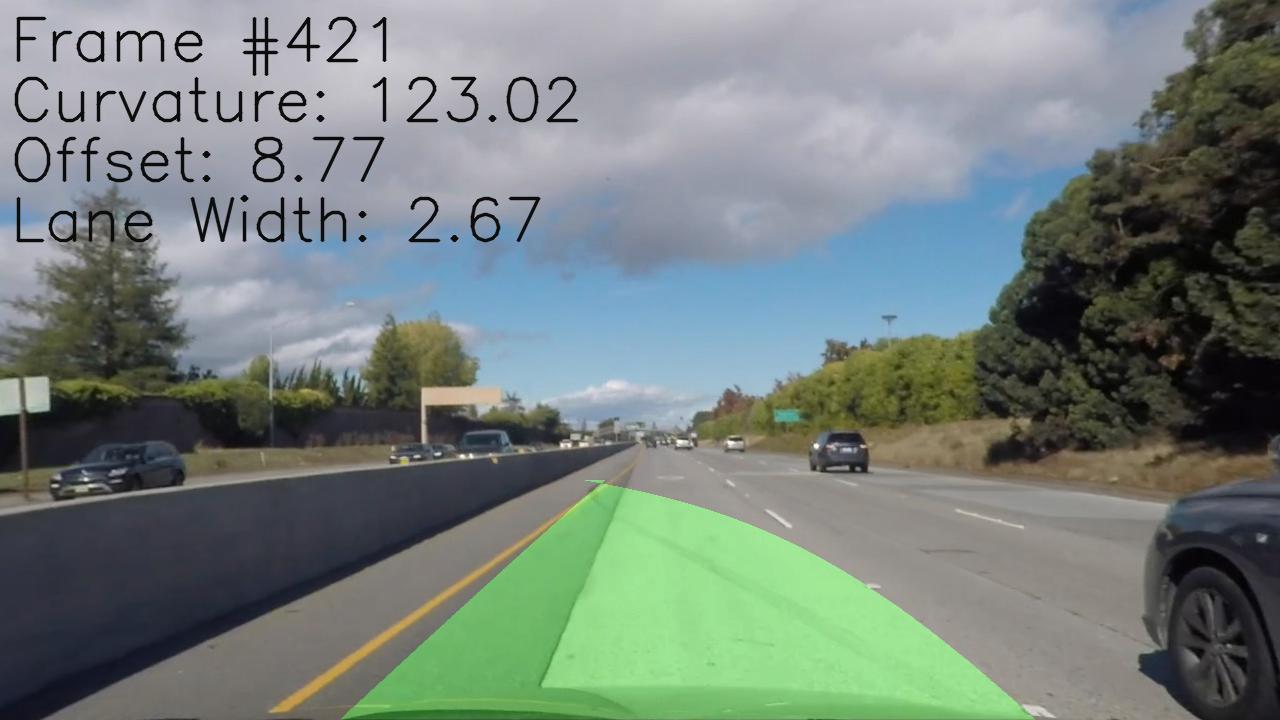 Frame #421
Curvature: 123.02
Offset: 8.77
Lane Width: 2.67